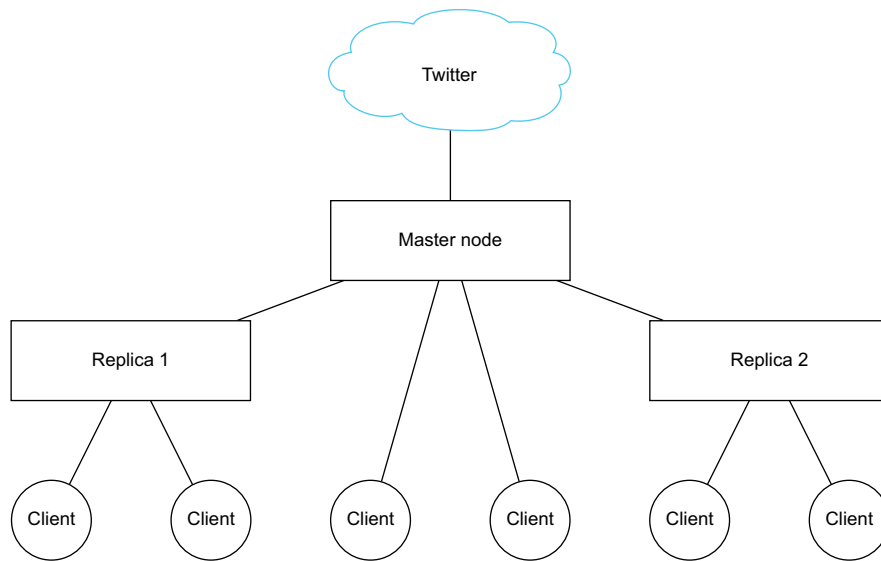 Twitter
Master node
Replica 1
Replica 2
Client
Client
Client
Client
Client
Client